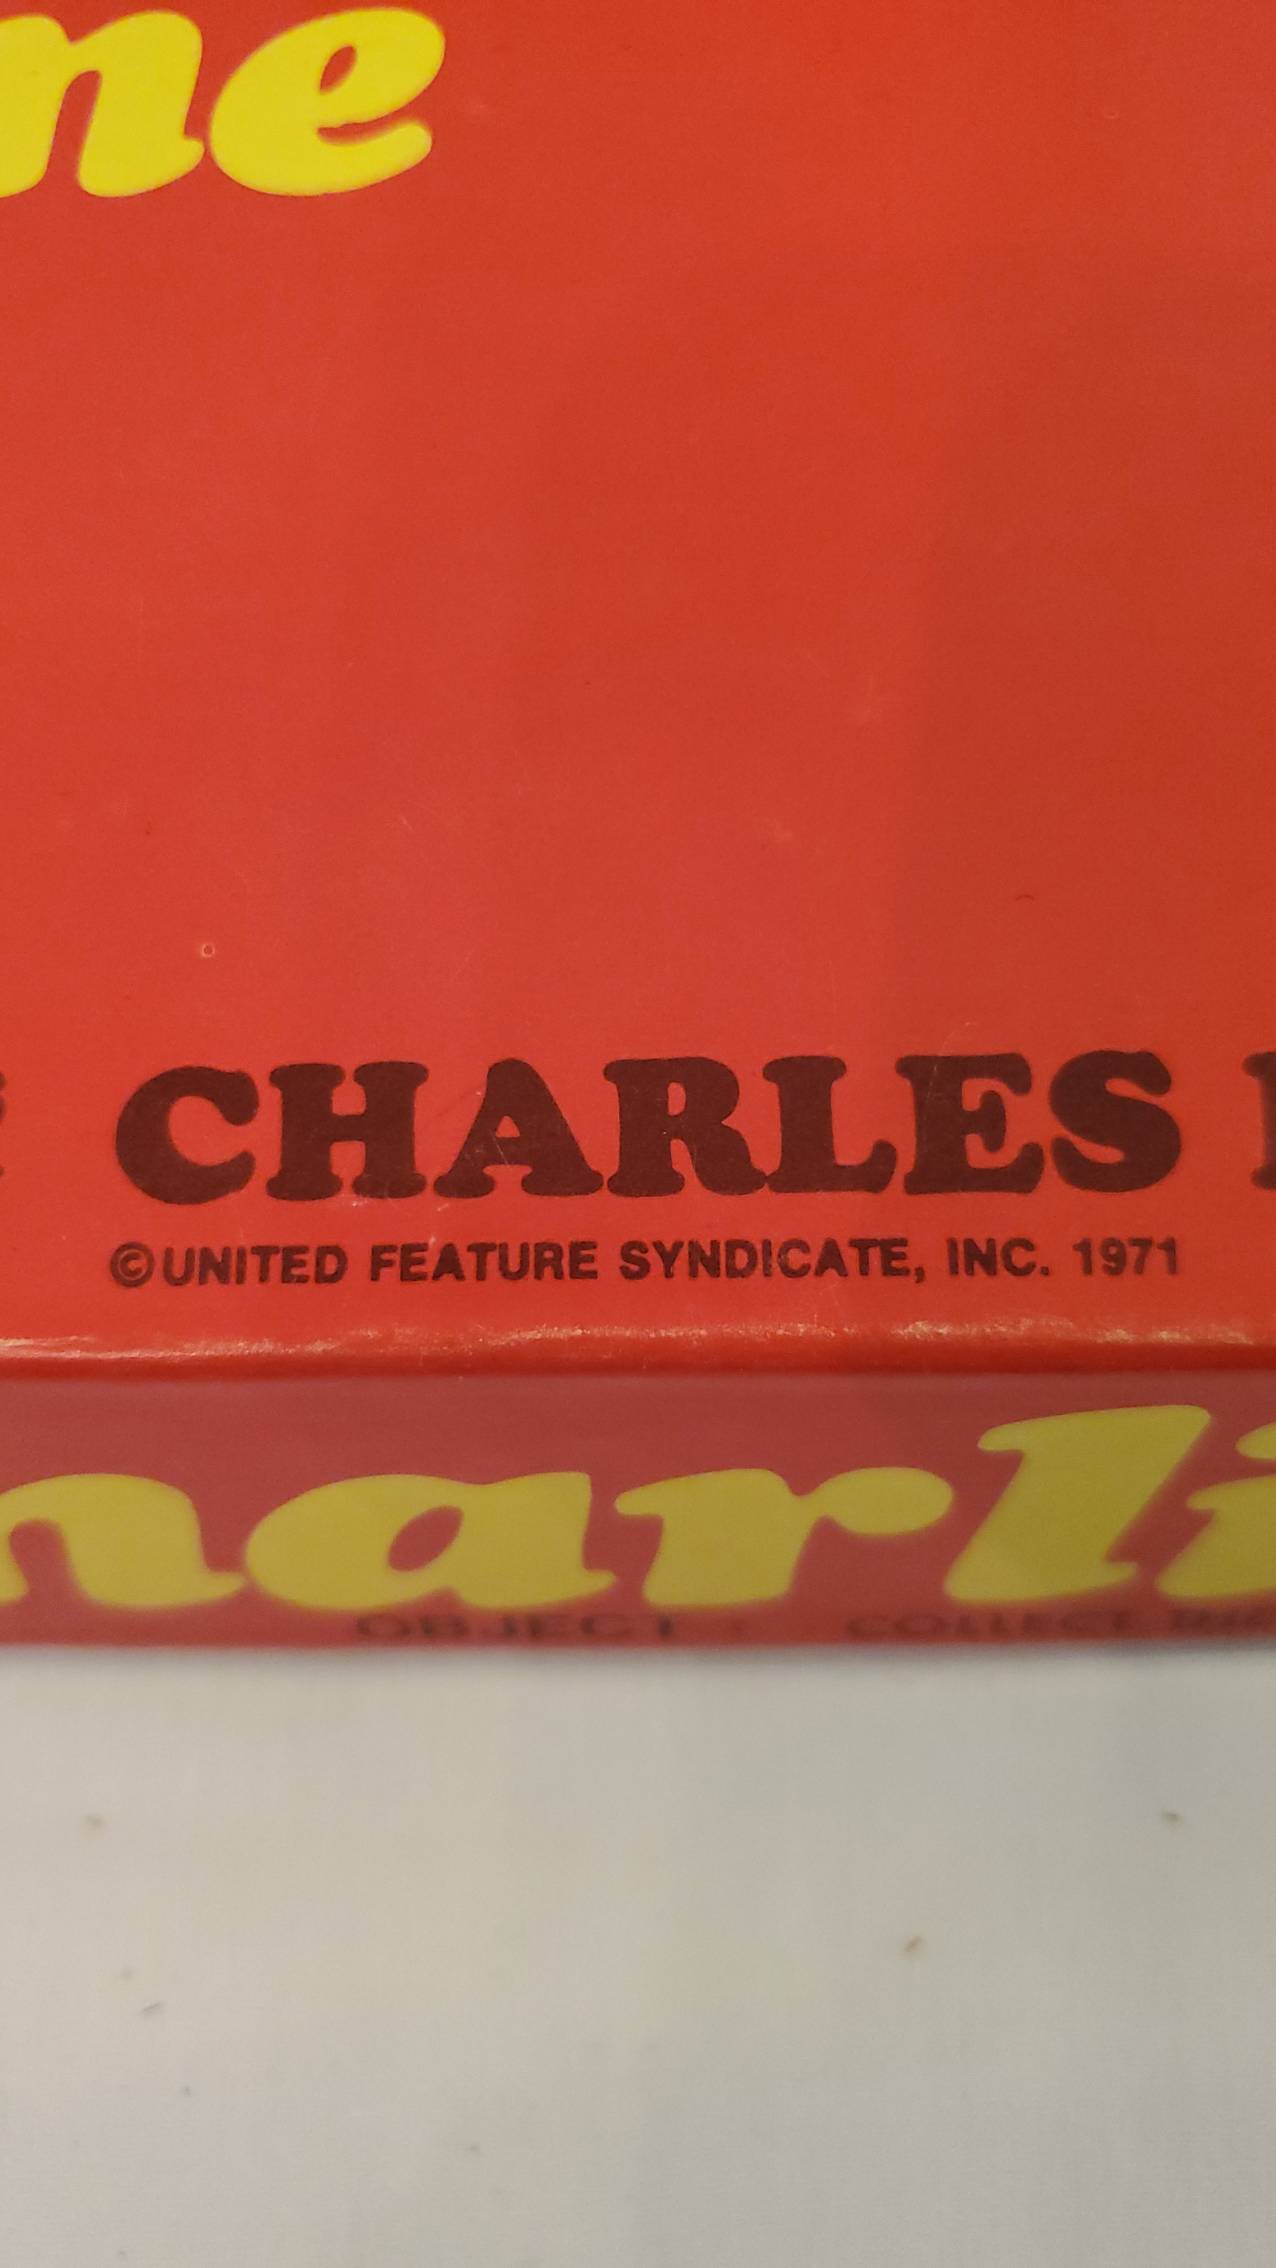 ne
CHARLES
©UNITED FEATURE SYNDICATE, INC. 1971
harli
OBJECT